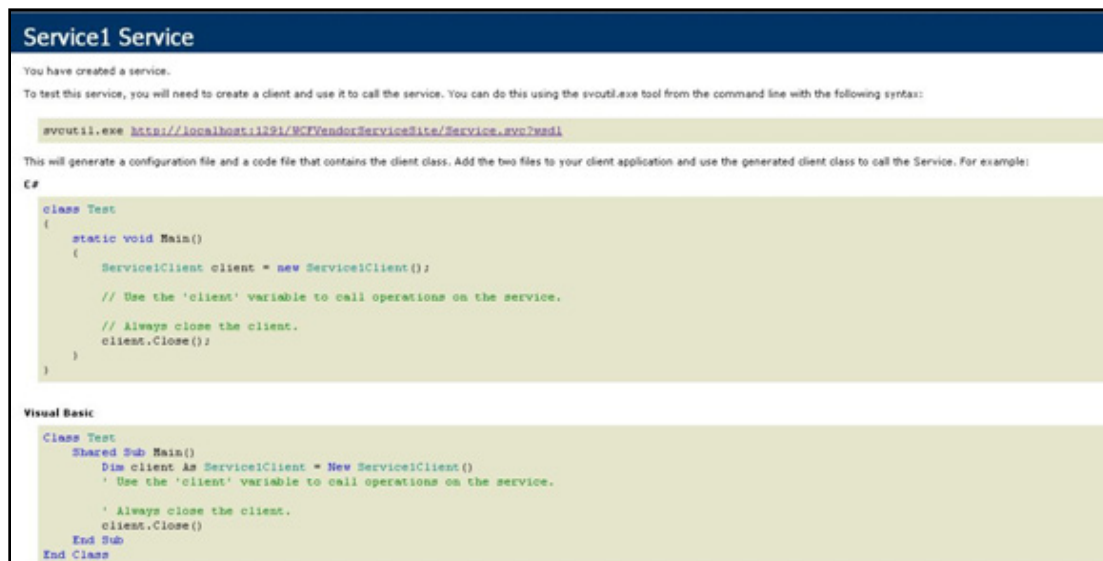 Service1 Service
You have created a service.
To test this service, you will need to create a client and use it to call the service. You can do this using the svcutil.exe tool from the command line with the following syntax:
svcutil.exe http://localhost:1291/WCFVendorServiceSite/Service.svc?wsdl
This will generate a configuration file and a code file that contains the client class. Add the two files to your client application and use the generated client class to call the Service. For example:
C#
class Test
{
static void Main()
{
Service1Client client = new Service1Client();
// Use the 'client' variable to call operations on the service.
// Always close the client.
client.Close();
}
}
Visual Basic
Class Test
Shared Sub Main()
Dim client As Service1Client = New Service1Client()
' Use the 'client' variable to call operations on the service.
' Always close the client.
client.Close()
End Sub
End Class